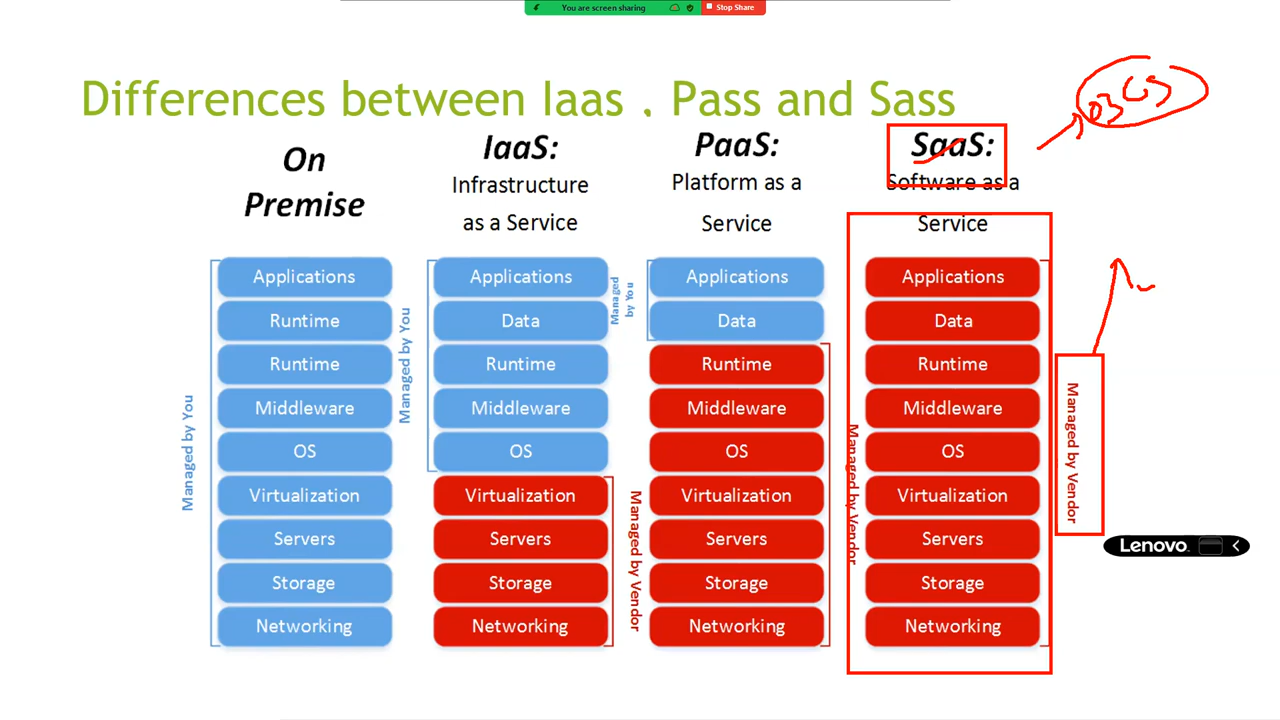 You are screen sharing
Stop Share
Differences between Iaas , Pass and Sass
On
Premise
IaaS:
Infrastructure
as a Service
PaaS:
Platform as a
Service
SaaS:
Software as a
Service
Managed by You
Applications
Runtime
Runtime
Middleware
OS
Virtualization
Servers
Storage
Networking
Managed by You
Applications
Data
Runtime
Middleware
OS
Virtualization
Servers
Storage
Networking
Managed by Vendor
Managed
by You
Applications
Data
Runtime
Middleware
OS
Virtualization
Servers
Storage
Networking
Managed by Vendor
Applications
Data
Runtime
Middleware
OS
Virtualization
Servers
Storage
Networking
Managed by Vendor
Lenovo